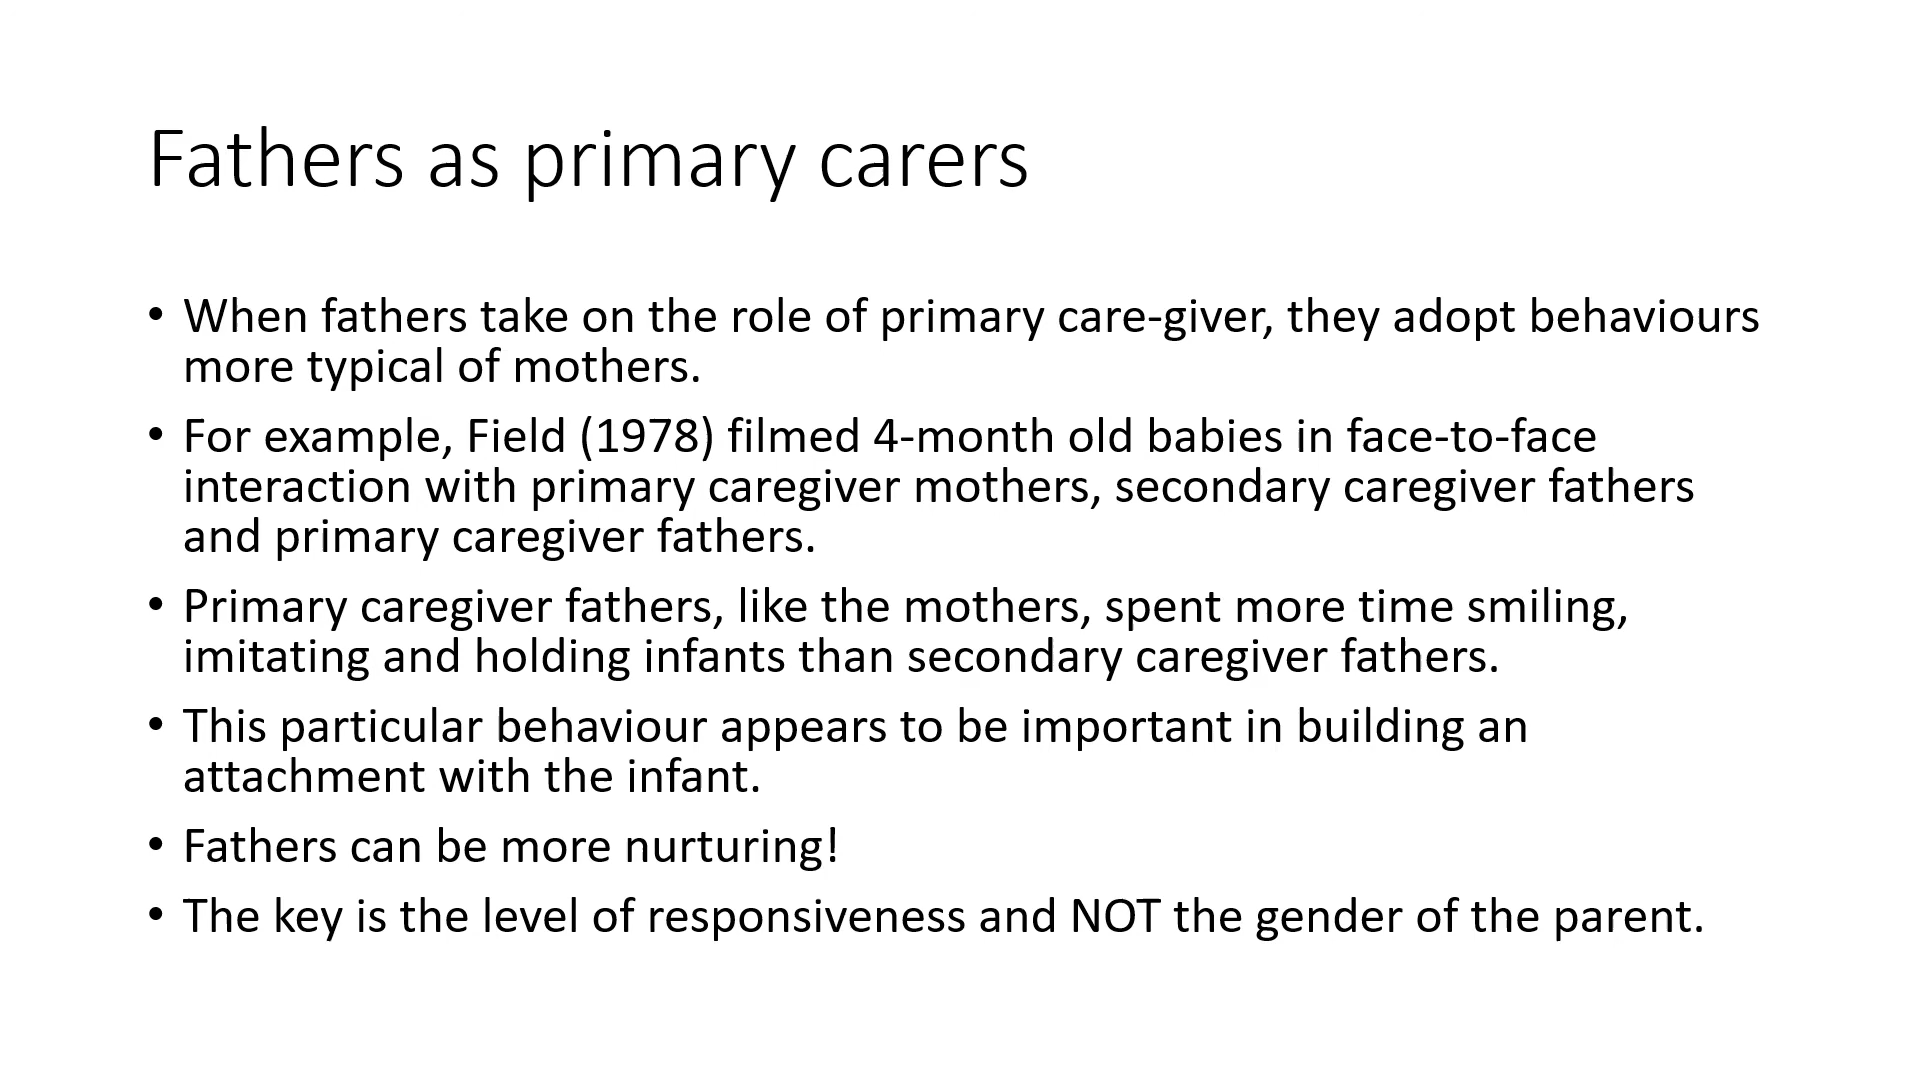 Fathers as primary carers
• When fathers take on the role of primary care-giver, they adopt behaviours
more typical of mothers.
• For example, Field (1978) filmed 4-month old babies in face-to-face
interaction with primary caregiver mothers, secondary caregiver fathers
and primary caregiver fathers.
• Primary caregiver fathers, like the mothers, spent more time smiling,
imitating and holding infants than secondary caregiver fathers.
• This particular behaviour appears to be important in building an
attachment with the infant.
• Fathers can be more nurturing!
• The key is the level of responsiveness and NOT the gender of the parent.